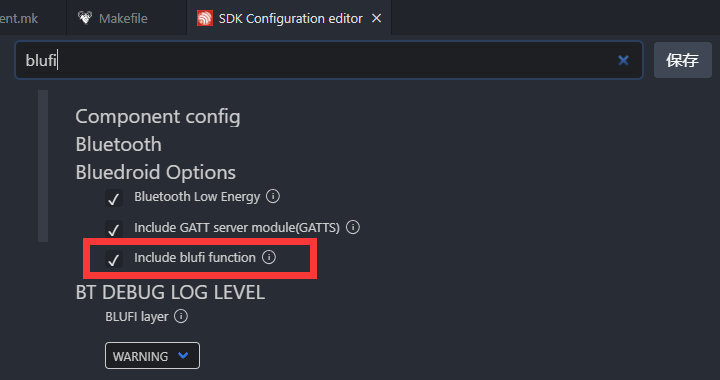 ent.mk Makefile SDK Configuration editor
blufi 保存
Component config
Bluetooth
Bluedroid Options
Bluetooth Low Energy
Include GATT server module(GATTS)
Include blufi function
BT DEBUG LOG LEVEL
BLUFI layer
WARNING